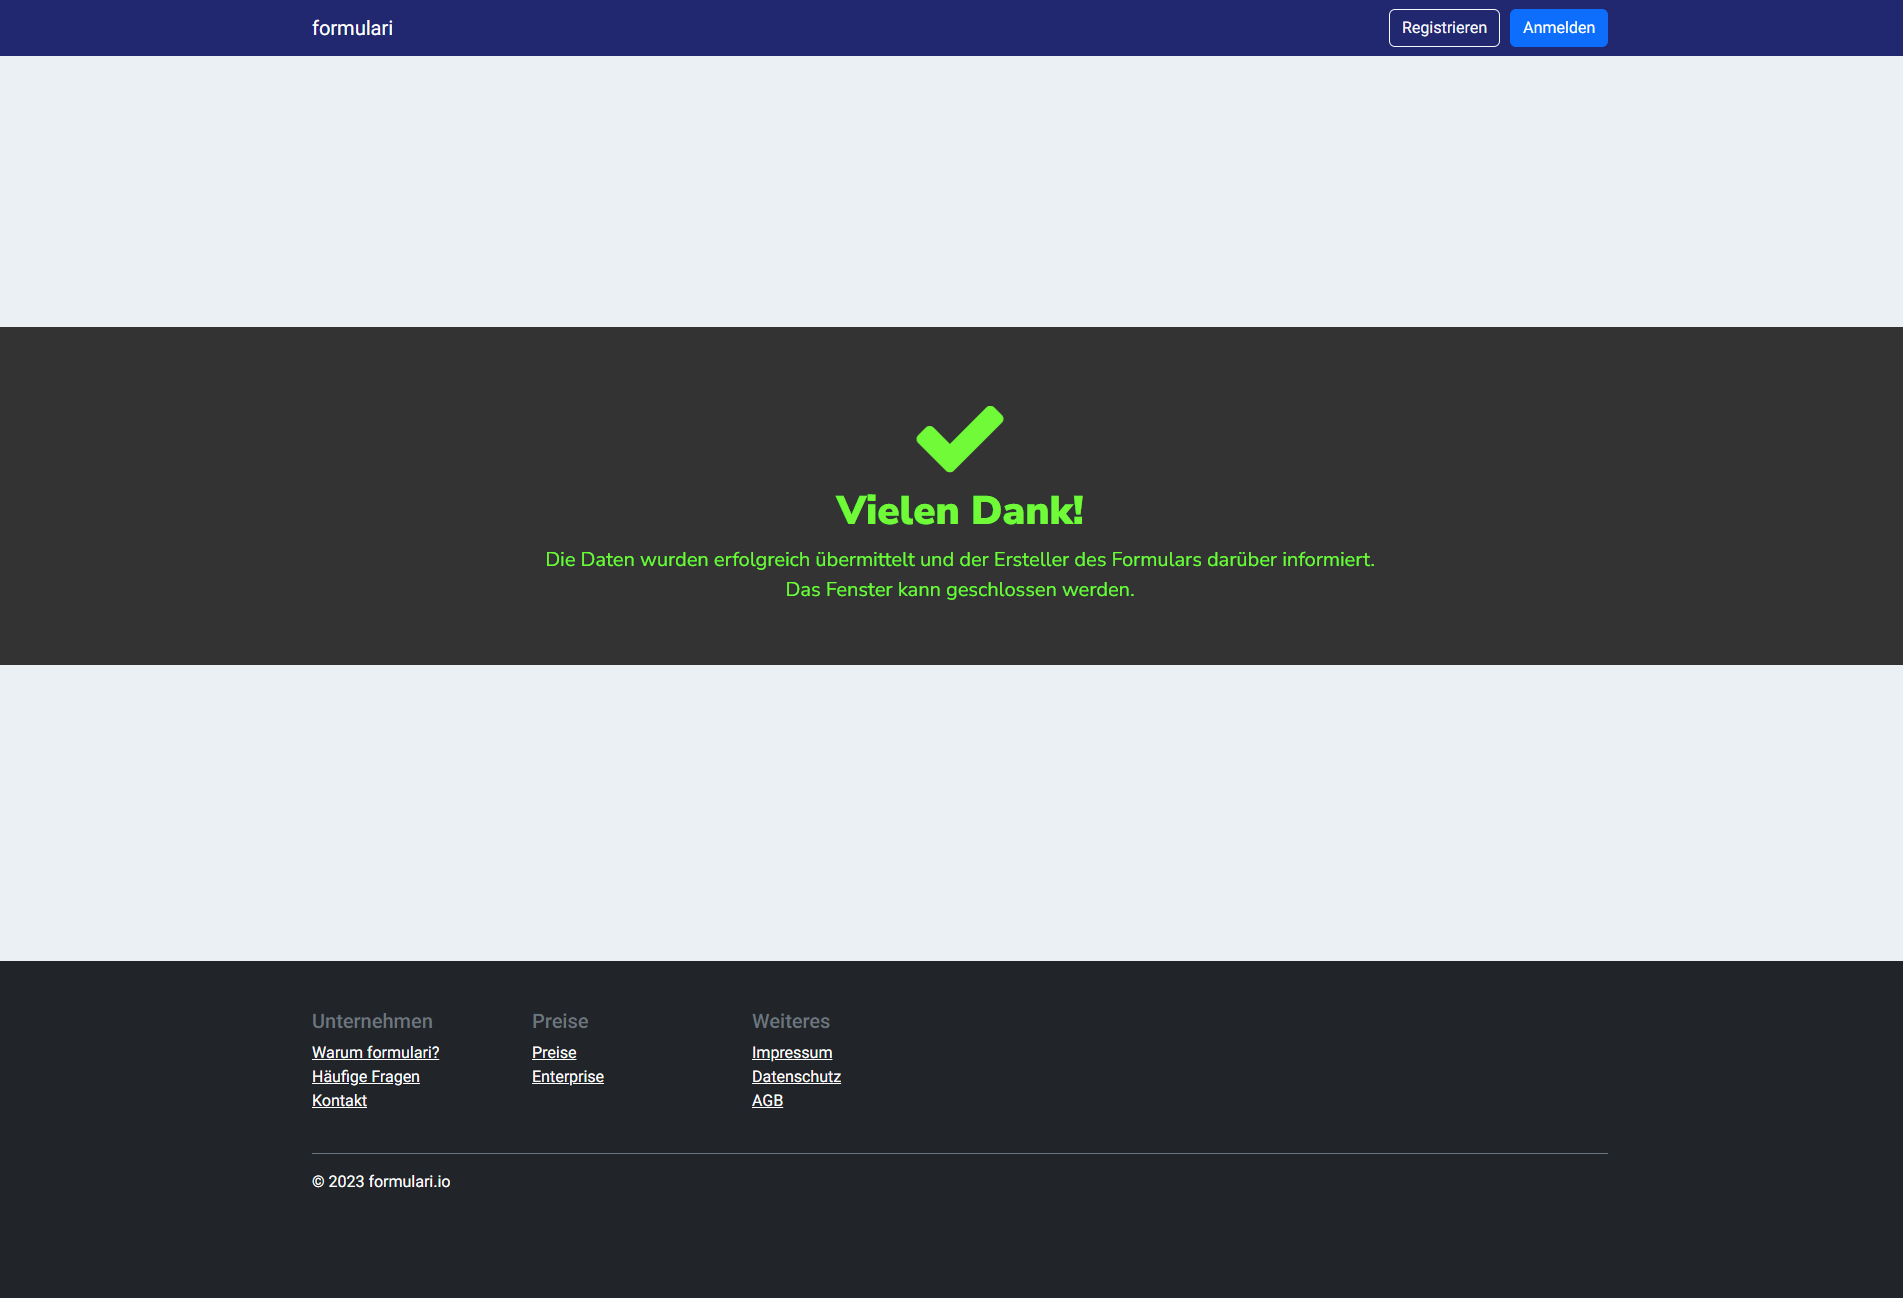 formulari
Registrieren
Anmelden
Vielen Dank!
Die Daten wurden erfolgreich übermittelt und der Ersteller des Formulars darüber informiert.
Das Fenster kann geschlossen werden.
Unternehmen
Warum formulari?
Häufige Fragen
Kontakt
Preise
Preise
Enterprise
Weiteres
Impressum
Datenschutz
AGB
© 2023 formulari.io